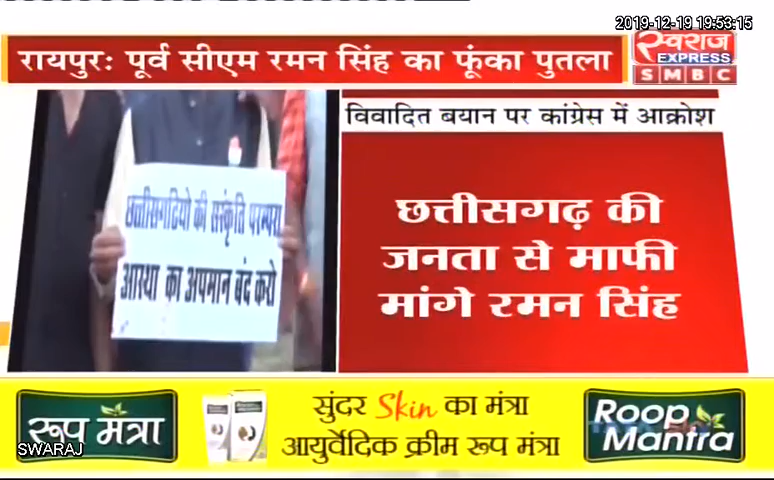 2019-12-19 19:53:15
रायपुर: पूर्व सीएम रमन सिंह का फूंका पुतला
स्वराज
EXPRESS
SMBC
विवादित बयान पर कांग्रेस में आक्रोश
छत्तीसगढियो की संस्कृति परम्परा
आस्था का अपमान बंद करो
छत्तीसगढ़ की
जनता से माफी
मांगे रमन सिंह
रूप मंत्रा
SWARAJ
सुंदर Skin का मंत्रा
आयुर्वेदिक क्रीम रूप मंत्रा
Roop
Mantra